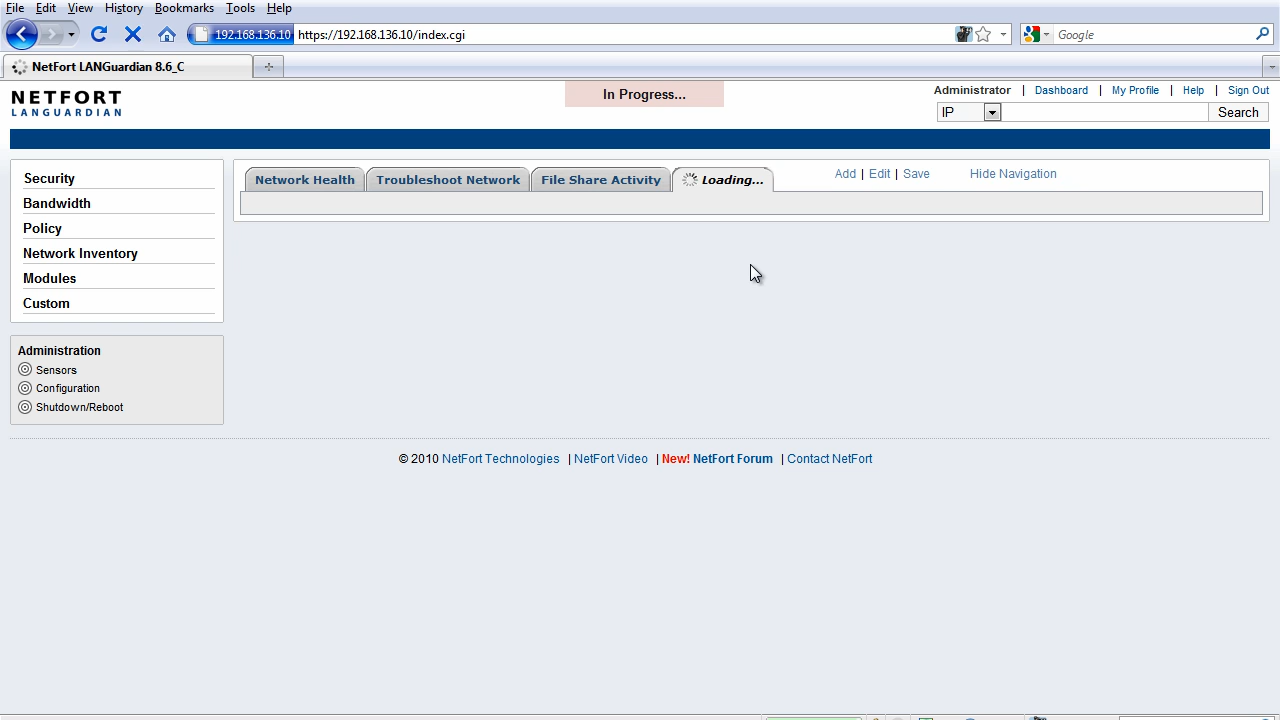 File Edit View History Bookmarks Tools Help
192.168.136.10 https://192.168.136.10/index.cgi Google
NetFort LANGuardian 8.6_C
NETFORT
LANGUARDIAN
In Progress...
Administrator | Dashboard | My Profile | Help | Sign Out
IP Search
Security
Bandwidth
Policy
Network Inventory
Modules
Custom
Administration
Sensors
Configuration
Shutdown/Reboot
Network Health Troubleshoot Network File Share Activity Loading... Add | Edit | Save Hide Navigation
© 2010 NetFort Technologies | NetFort Video | New! NetFort Forum | Contact NetFort